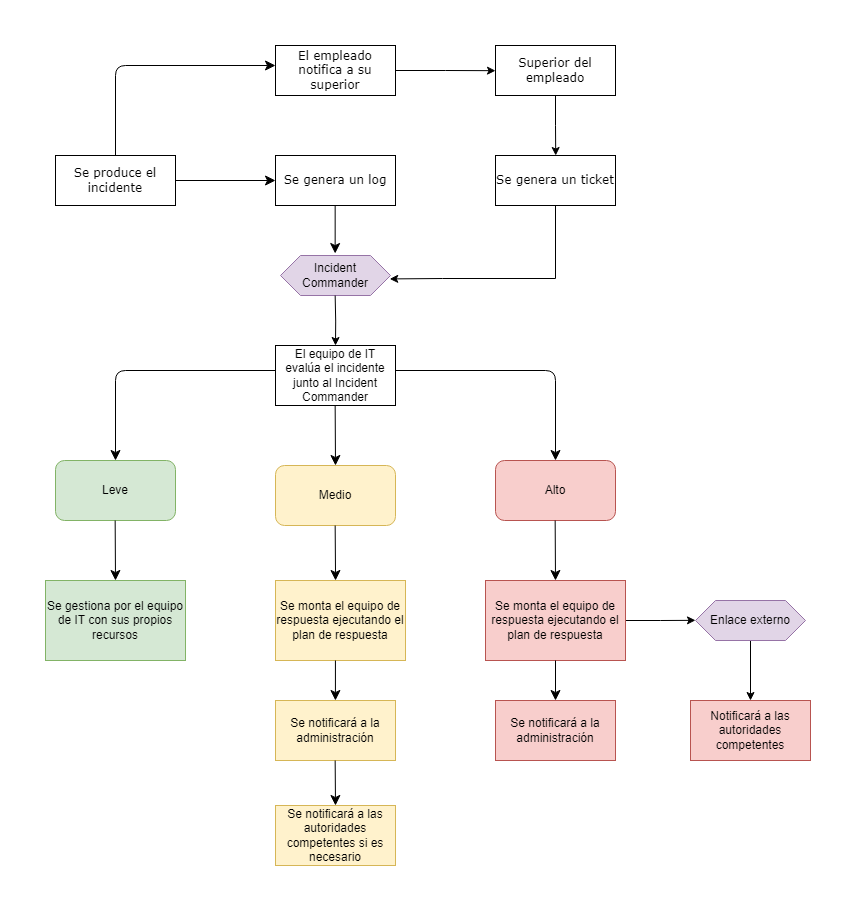 El empleado
notifica a su
superior
Superior del
empleado
Se produce el
incidente
Se genera un log
Se genera un ticket
Incident
Commander
El equipo de IT
evalúa el incidente
junto al Incident
Commander
Leve
Medio
Alto
Se gestiona por el equipo
de IT con sus propios
recursos
Se monta el equipo de
respuesta ejecutando el
plan de respuesta
Se monta el equipo de
respuesta ejecutando el
plan de respuesta
Enlace externo
Se notificará a la
administración
Se notificará a la
administración
Notificará a las
autoridades
competentes
Se notificará a las
autoridades
competentes si es
necesario